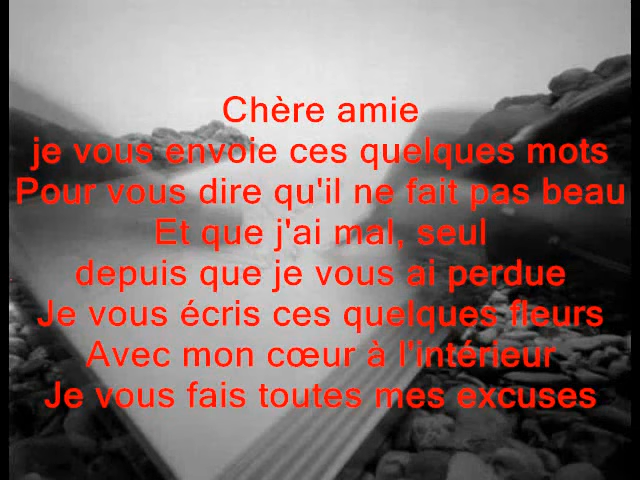 Chère amie
je vous envoie ces quelques mots
Pour vous dire qu'il ne fait pas beau
Et que j'ai mal, seul
depuis que je vous ai perdue
Je vous écris ces quelques fleurs
Avec mon cœur à l'intérieur
Je vous fais toutes mes excuses